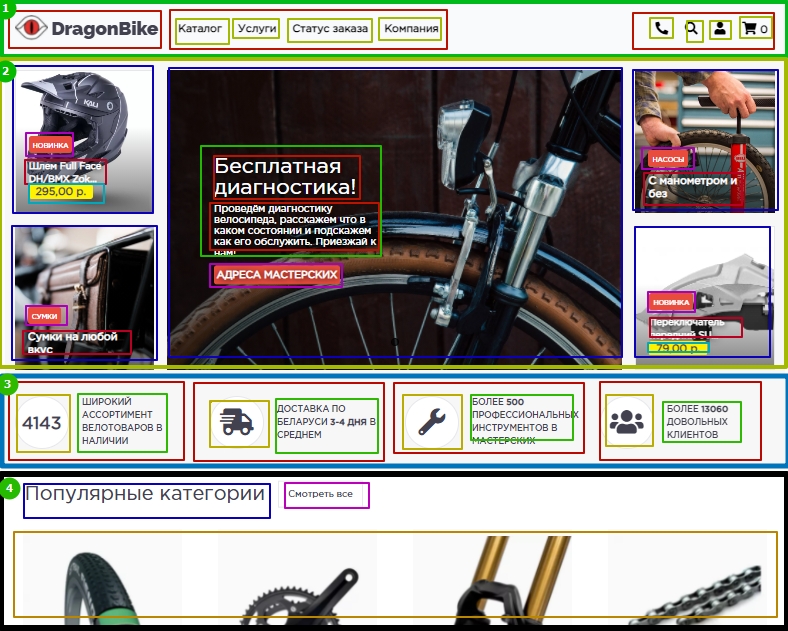 1
DragonBike
Каталог
Услуги
Статус заказа
Компания
0
2
НОВИНКА
Шлем Full Face
DH/BMX Zok...
295,00 р.
KALI
СУМКИ
Сумки на любой
вкус
Бесплатная
диагностика!
Проведём диагностику
велосипеда, расскажем что в
каком состоянии и подскажем
как его обслужить. Приезжай к
нам!
АДРЕСА МАСТЕРСКИХ
НАСОСЫ
С манометром и
без
НОВИНКА
Переключатель
передний SU
79,00 р.
3
4143
ШИРОКИЙ
АССОРТИМЕНТ
ВЕЛОТОВАРОВ В
НАЛИЧИИ
ДОСТАВКА ПО
БЕЛАРУСИ 3-4 ДНЯ В
СРЕДНЕМ
БОЛЕЕ 500
ПРОФЕССИОНАЛЬНЫХ
ИНСТРУМЕНТОВ В
МАСТЕРСКИХ
БОЛЕЕ 13060
ДОВОЛЬНЫХ
КЛИЕНТОВ
4
Популярные категории
Смотреть все